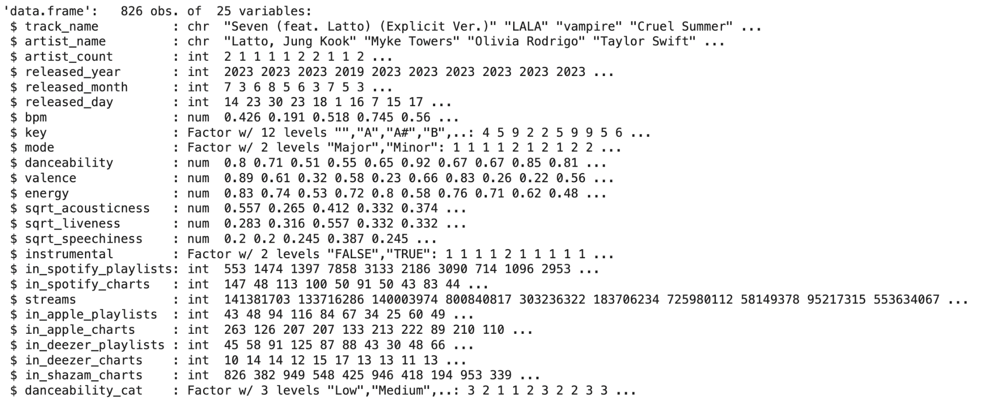 'data.frame':   826 obs. of  25 variables:
 $ track_name          : chr  "Seven (feat. Latto) (Explicit Ver.)" "LALA" "vampire" "Cruel Summer" ...
 $ artist_name         : chr  "Latto, Jung Kook" "Myke Towers" "Olivia Rodrigo" "Taylor Swift" ...
 $ artist_count        : int  2 1 1 1 1 2 2 1 1 2 ...
 $ released_year       : int  2023 2023 2023 2019 2023 2023 2023 2023 2023 2023 ...
 $ released_month      : int  7 3 6 8 5 6 3 7 5 3 ...
 $ released_day        : int  14 23 30 23 18 1 16 7 15 17 ...
 $ bpm                 : num  0.426 0.191 0.518 0.745 0.56 ...
 $ key                 : Factor w/ 12 levels "","A","A#","B",..: 4 5 9 2 2 5 9 9 5 6 ...
 $ mode                : Factor w/ 2 levels "Major","Minor": 1 1 1 1 2 1 2 1 2 2 ...
 $ danceability        : num  0.8 0.71 0.51 0.55 0.65 0.92 0.67 0.67 0.85 0.81 ...
 $ valence             : num  0.89 0.61 0.32 0.58 0.23 0.66 0.83 0.26 0.22 0.56 ...
 $ energy              : num  0.83 0.74 0.53 0.72 0.8 0.58 0.76 0.71 0.62 0.48 ...
 $ sqrt_acousticness   : num  0.557 0.265 0.412 0.332 0.374 ...
 $ sqrt_liveness       : num  0.283 0.316 0.557 0.332 0.332 ...
 $ sqrt_speechiness    : num  0.2 0.2 0.245 0.387 0.245 ...
 $ instrumental        : Factor w/ 2 levels "FALSE","TRUE": 1 1 1 1 2 1 1 1 1 1 ...
 $ in_spotify_playlists: int  553 1474 1397 7858 3133 2186 3090 714 1096 2953 ...
 $ in_spotify_charts   : int  147 48 113 100 50 91 50 43 83 44 ...
 $ streams             : int  141381703 133716286 140003974 800840817 303236322 183706234 725980112 58149378 95217315 553634067 ...
 $ in_apple_playlists  : int  43 48 94 116 84 67 34 25 60 49 ...
 $ in_apple_charts     : int  263 126 207 207 133 213 222 89 210 110 ...
 $ in_deezer_playlists : int  45 58 91 125 87 88 43 30 48 66 ...
 $ in_deezer_charts    : int  10 14 14 12 15 17 13 13 11 13 ...
 $ in_shazam_charts    : int  826 382 949 548 425 946 418 194 953 339 ...
 $ danceability_cat    : Factor w/ 3 levels "Low","Medium",..: 3 2 1 1 2 3 2 2 3 3 ...